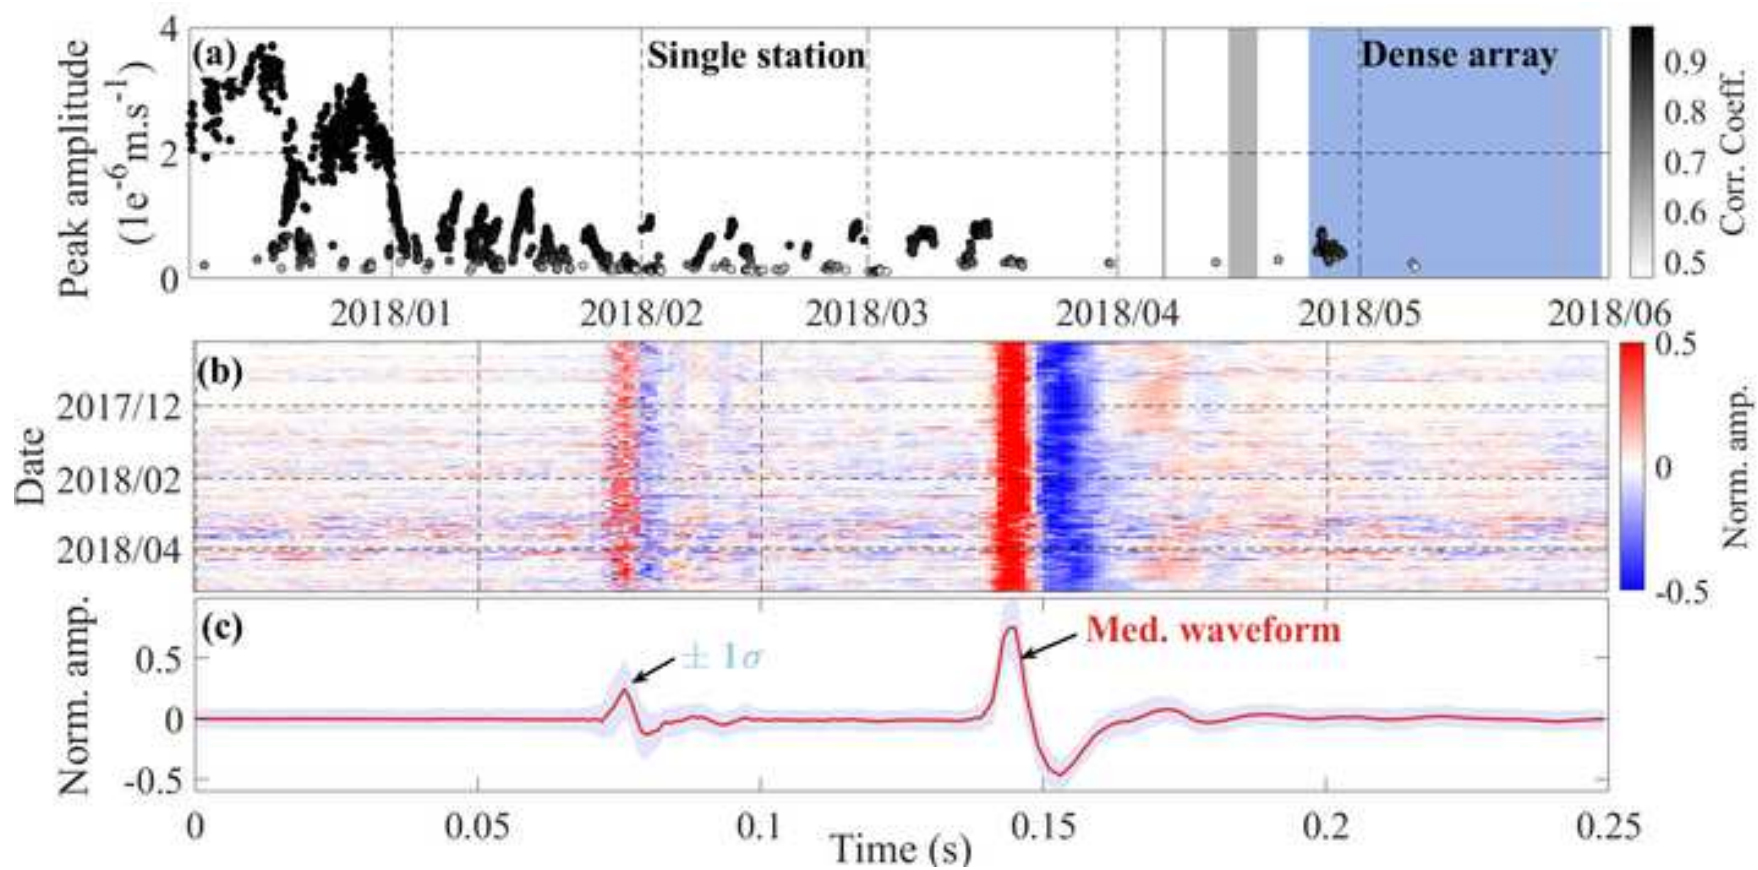 (a)
Single station
Dense array
Peak amplitude
(1e⁻⁶m.s⁻¹)
4
2
0
2018/01
2018/02
2018/03
2018/04
2018/05
2018/06
0.9
0.8
0.7
0.6
0.5
Corr. Coeff.
(b)
Date
2017/12
2018/02
2018/04
0.5
0
-0.5
Norm. amp.
(c)
± 1σ
Med. waveform
Norm. amp.
0.5
0
-0.5
0
0.05
0.1
0.15
0.2
0.25
Time (s)